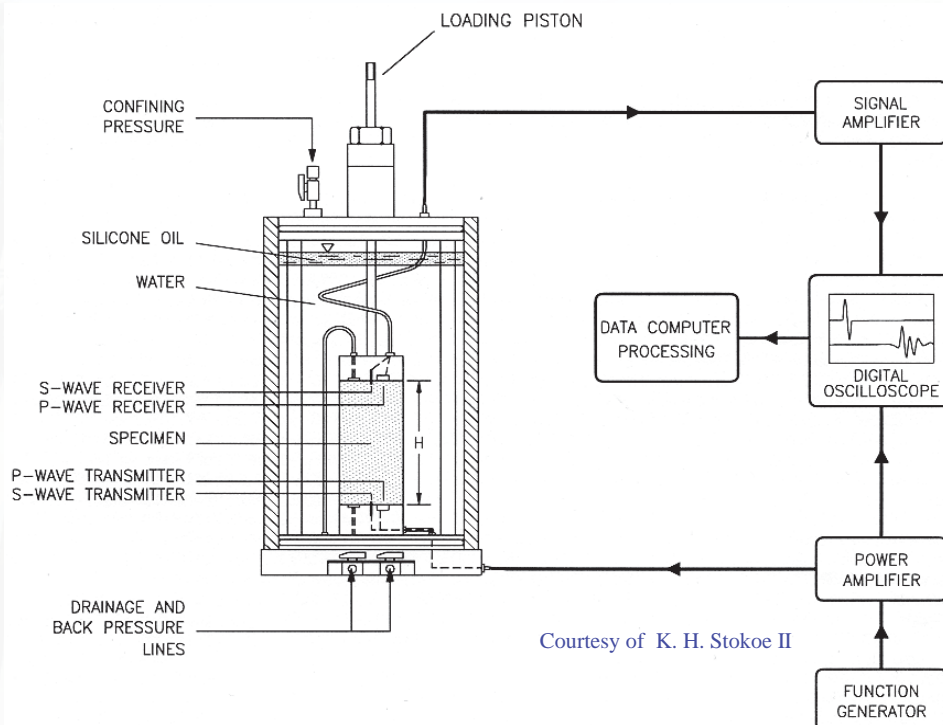 LOADING PISTON
CONFINING
PRESSURE
SIGNAL
AMPLIFIER
SILICONE OIL
WATER
DATA COMPUTER
PROCESSING
DIGITAL
OSCILLOSCOPE
S-WAVE RECEIVER
P-WAVE RECEIVER
SPECIMEN
H
P-WAVE TRANSMITTER
S-WAVE TRANSMITTER
POWER
AMPLIFIER
DRAINAGE AND
BACK PRESSURE
LINES
Courtesy of K. H. Stokoe II
FUNCTION
GENERATOR